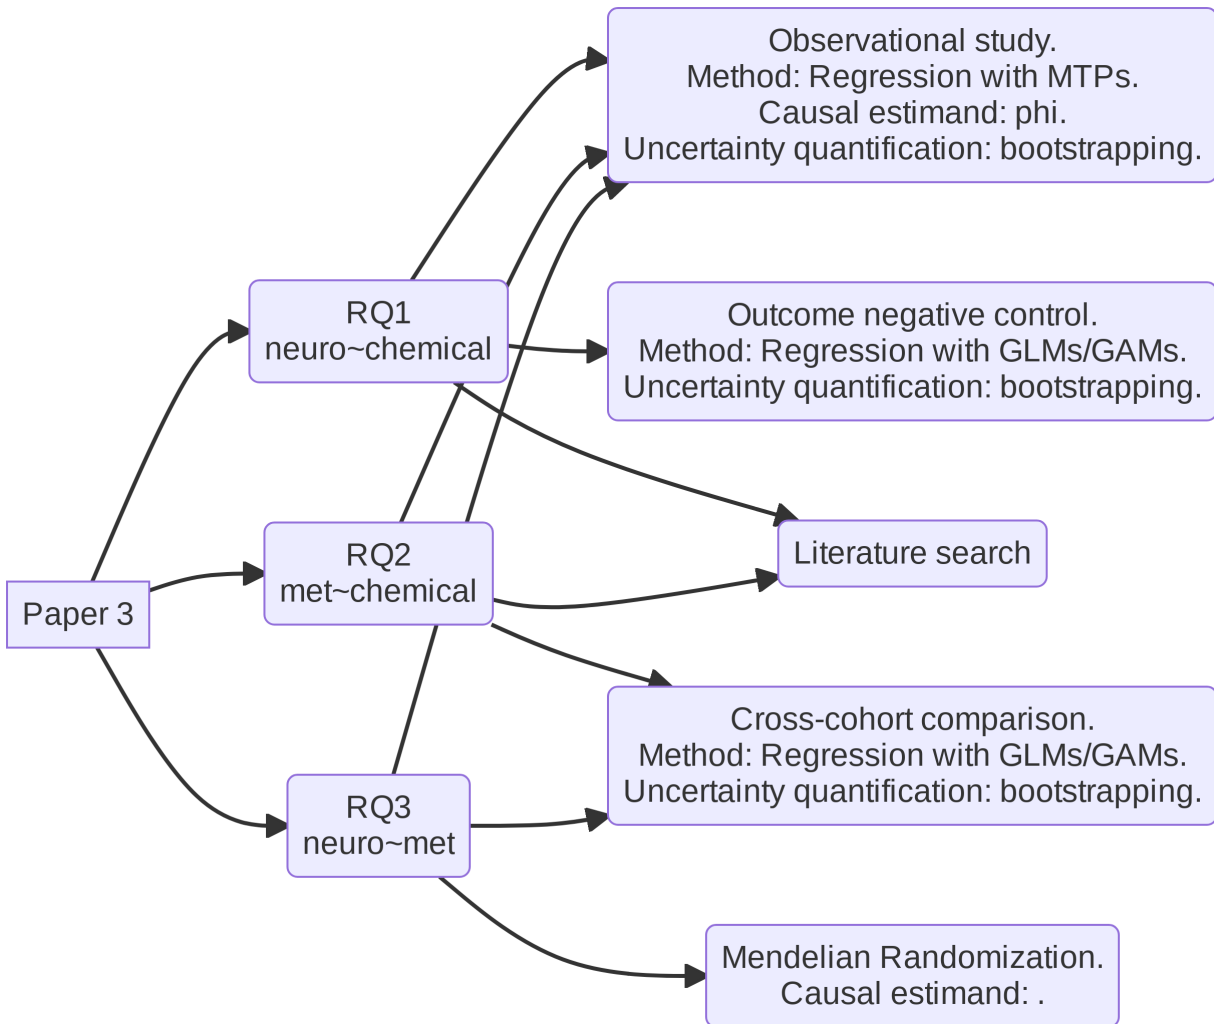 Observational study.
Method: Regression with MTPs.
Causal estimand: phi.
Uncertainty quantification: bootstrapping.
RQ1
neuro~chemical
Outcome negative control.
Method: Regression with GLMs/GAMs.
Uncertainty quantification: bootstrapping.
RQ2
met~chemical
Literature search
Paper 3
Cross-cohort comparison.
Method: Regression with GLMs/GAMs.
Uncertainty quantification: bootstrapping.
RQ3
neuro~met
Mendelian Randomization.
Causal estimand: .